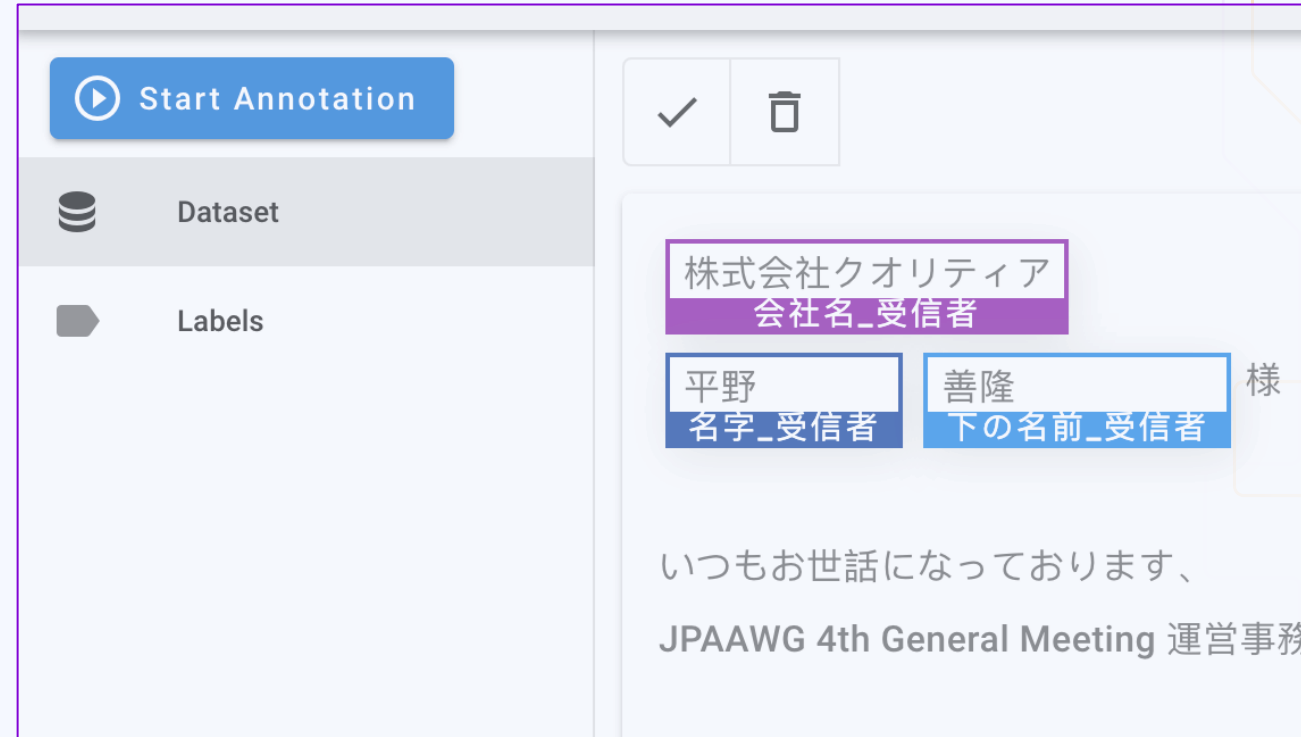 Start Annotation
Dataset
Labels
株式会社クオリティア
会社名_受信者
平野 善隆 様
名字_受信者 下の名前_受信者
いつもお世話になっております、
JPAAWG 4th General Meeting 運営事務